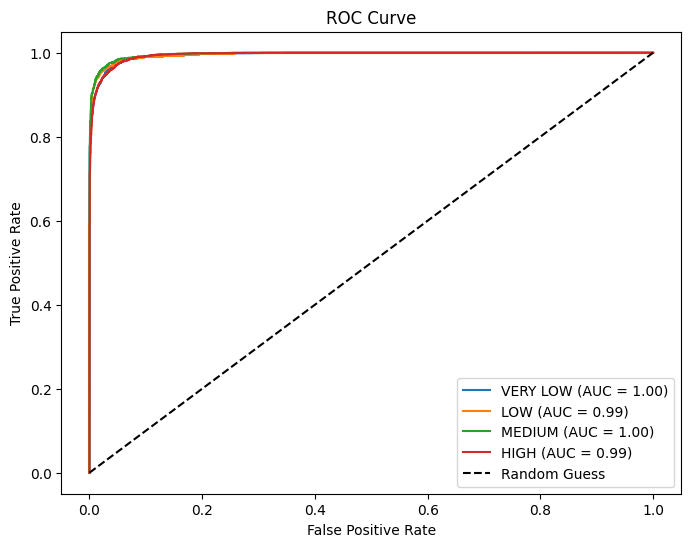 ROC Curve
True Positive Rate
1.0
0.8
0.6
0.4
0.2
0.0
VERY LOW (AUC = 1.00)
LOW (AUC = 0.99)
MEDIUM (AUC = 1.00)
HIGH (AUC = 0.99)
Random Guess
0.0
0.2
0.4
0.6
0.8
1.0
False Positive Rate